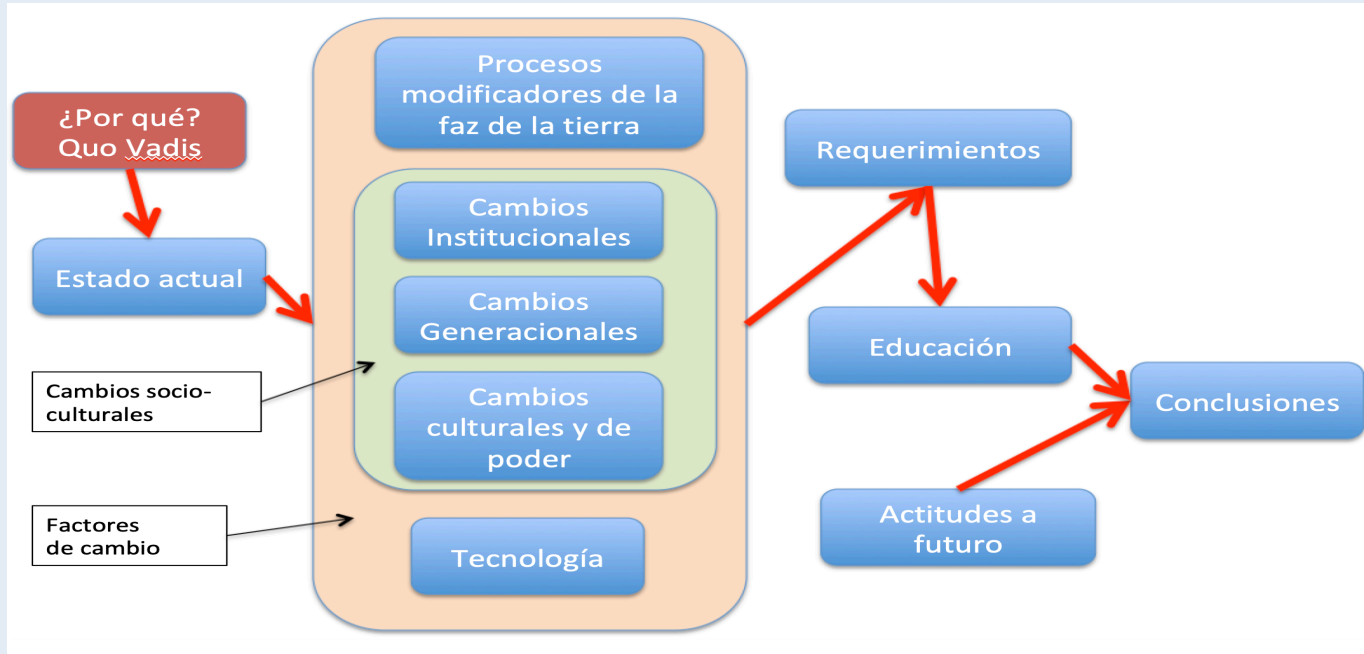 ¿Por qué?
Quo Vadis
Estado actual
Cambios socio-
culturales
Factores
de cambio
Procesos
modificadores de la
faz de la tierra
Cambios
Institucionales
Cambios
Generacionales
Cambios
culturales y de
poder
Tecnología
Requerimientos
Educación
Actitudes a
futuro
Conclusiones